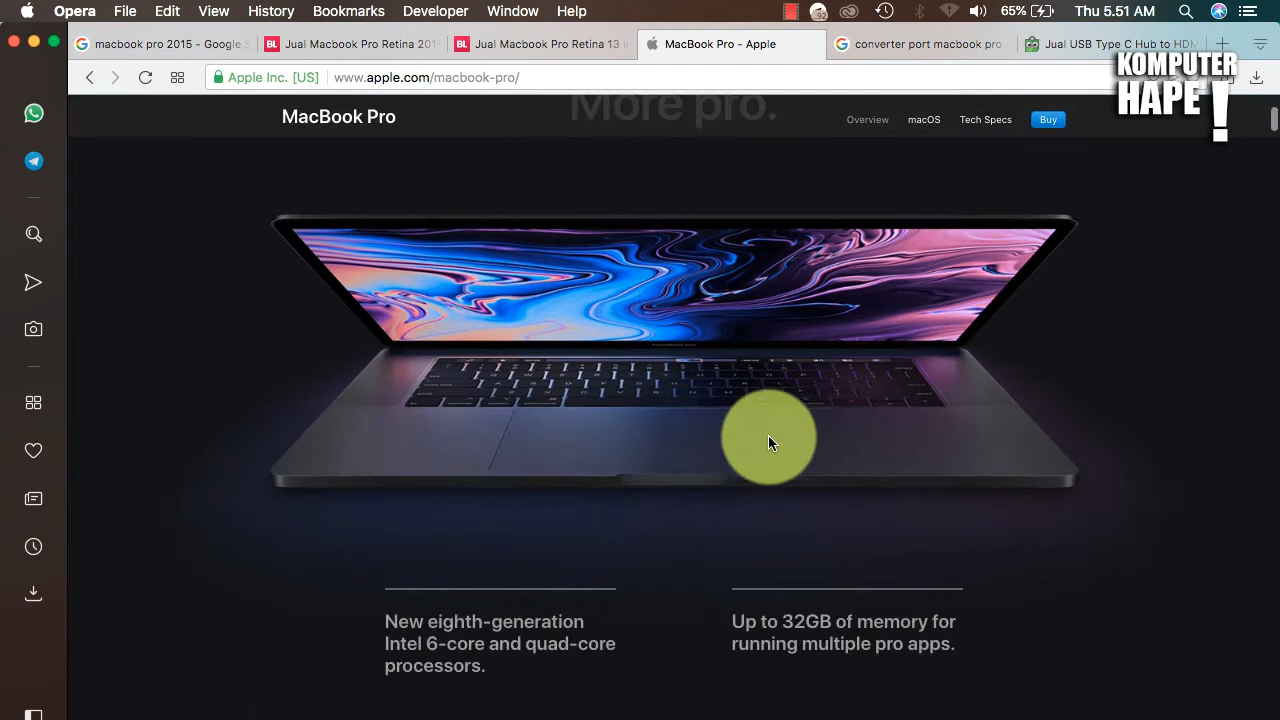 Opera File Edit View History Bookmarks Developer Window Help 92 65% Thu 5.51 AM
macbook pro 2015 - Google S
Jual Macbook Pro Retina 201
Jual Macbook Pro Retina 13 i
MacBook Pro - Apple
converter port macbook pro
Jual USB Type C Hub to HDM
Apple Inc. [US] www.apple.com/macbook-pro/
KOMPUTER
HAPE!
More pro.
MacBook Pro
Overview macOS Tech Specs Buy
New eighth-generation
Intel 6-core and quad-core
processors.
Up to 32GB of memory for
running multiple pro apps.